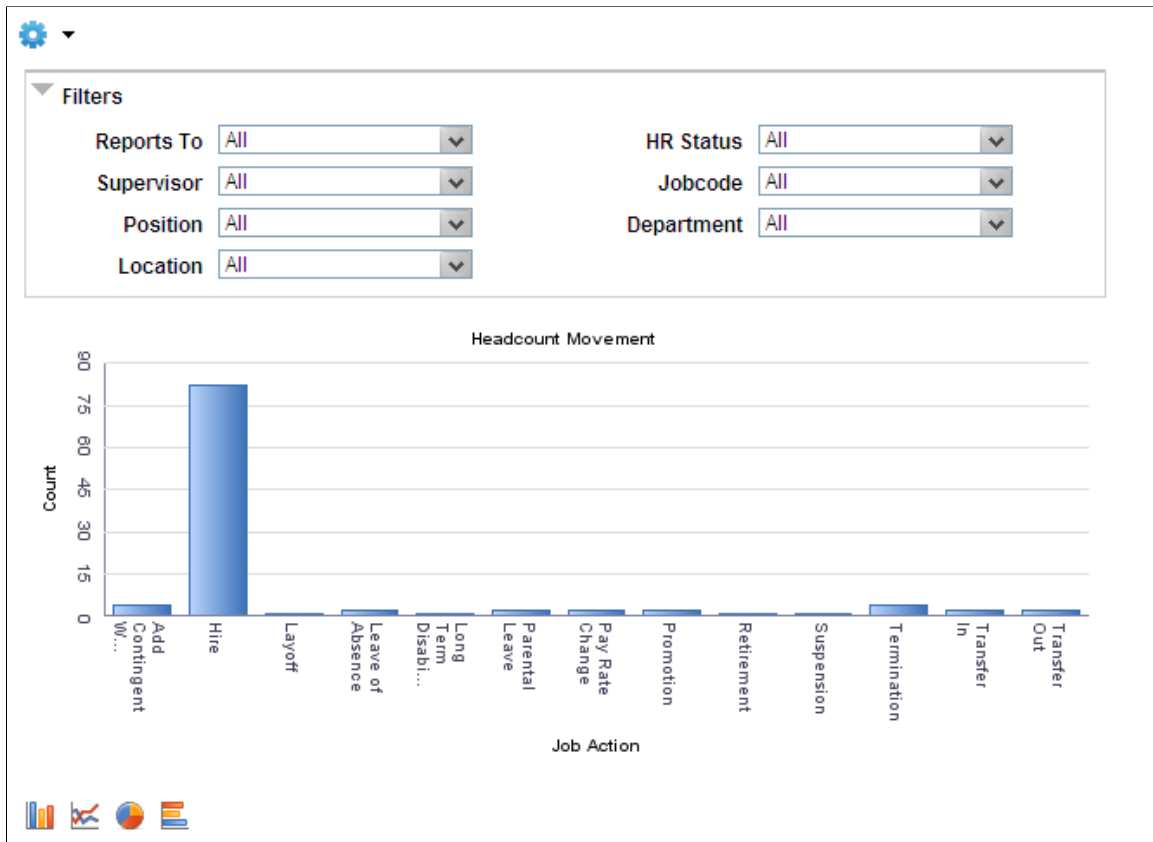 Filters
Reports To All
HR Status All
Supervisor All
Jobcode All
Position All
Department All
Location All
Headcount Movement
90
75
60
45
30
15
0
Count
Add
Contingent
W...
Hire
Layoff
Leave of
Absence
Long
Term
Disabi...
Parental
Leave
Pay Rate
Change
Promotion
Retirement
Suspension
Termination
Transfer
In
Transfer
Out
Job Action